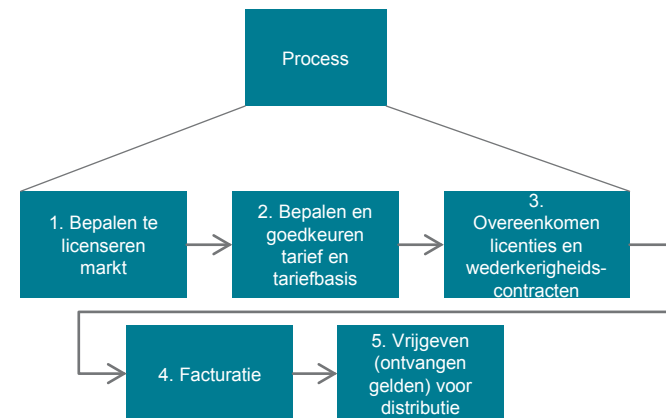 Process
1. Bepalen te
licenseren
markt
2. Bepalen en
goedkeuren
tarief en
tariefbasis
3.
Overeenkomen
licenties en
wederkerigheids-
contracten
4. Facturatie
5. Vrijgeven
(ontvangen
gelden) voor
distributie